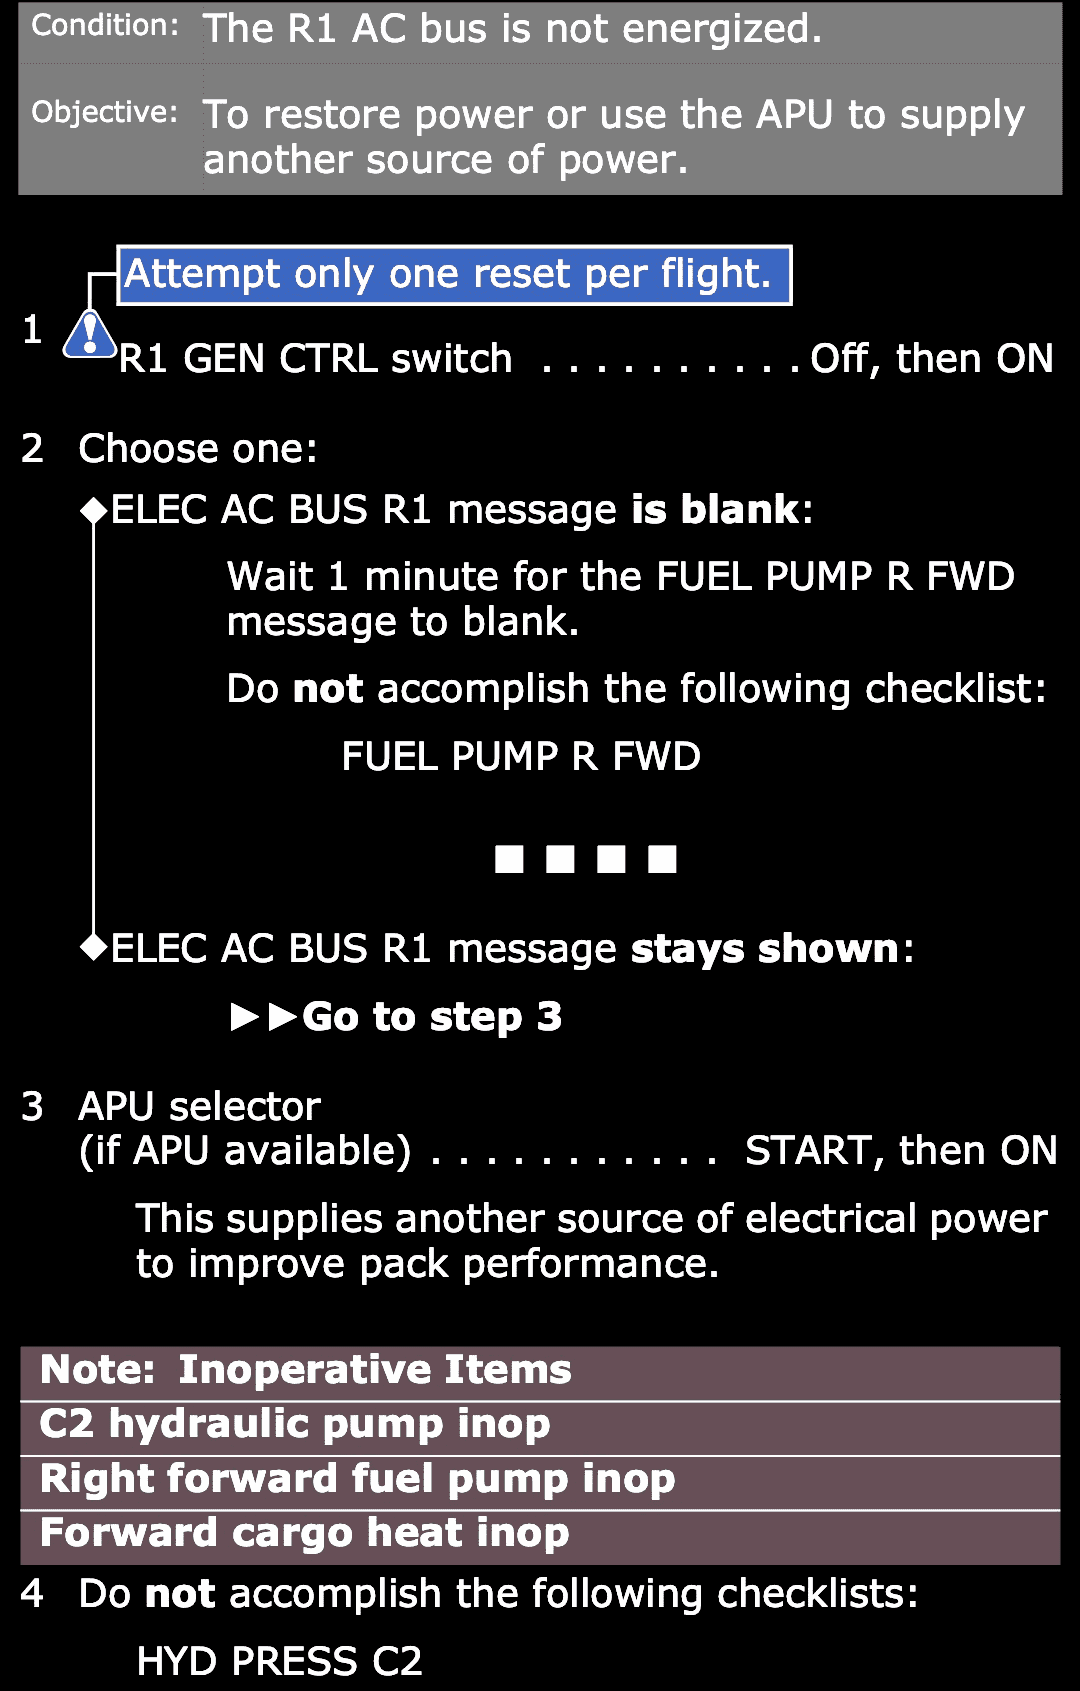 Condition: The R1 AC bus is not energized.
Objective: To restore power or use the APU to supply
another source of power.
Attempt only one reset per flight.
1 R1 GEN CTRL switch . . . . . . . . . . Off, then ON
2 Choose one:
ELEC AC BUS R1 message is blank:
Wait 1 minute for the FUEL PUMP R FWD
message to blank.
Do not accomplish the following checklist:
FUEL PUMP R FWD
ELEC AC BUS R1 message stays shown:
►►Go to step 3
3 APU selector
(if APU available) . . . . . . . . . . . START, then ON
This supplies another source of electrical power
to improve pack performance.
Note: Inoperative Items
C2 hydraulic pump inop
Right forward fuel pump inop
Forward cargo heat inop
4 Do not accomplish the following checklists:
HYD PRESS C2